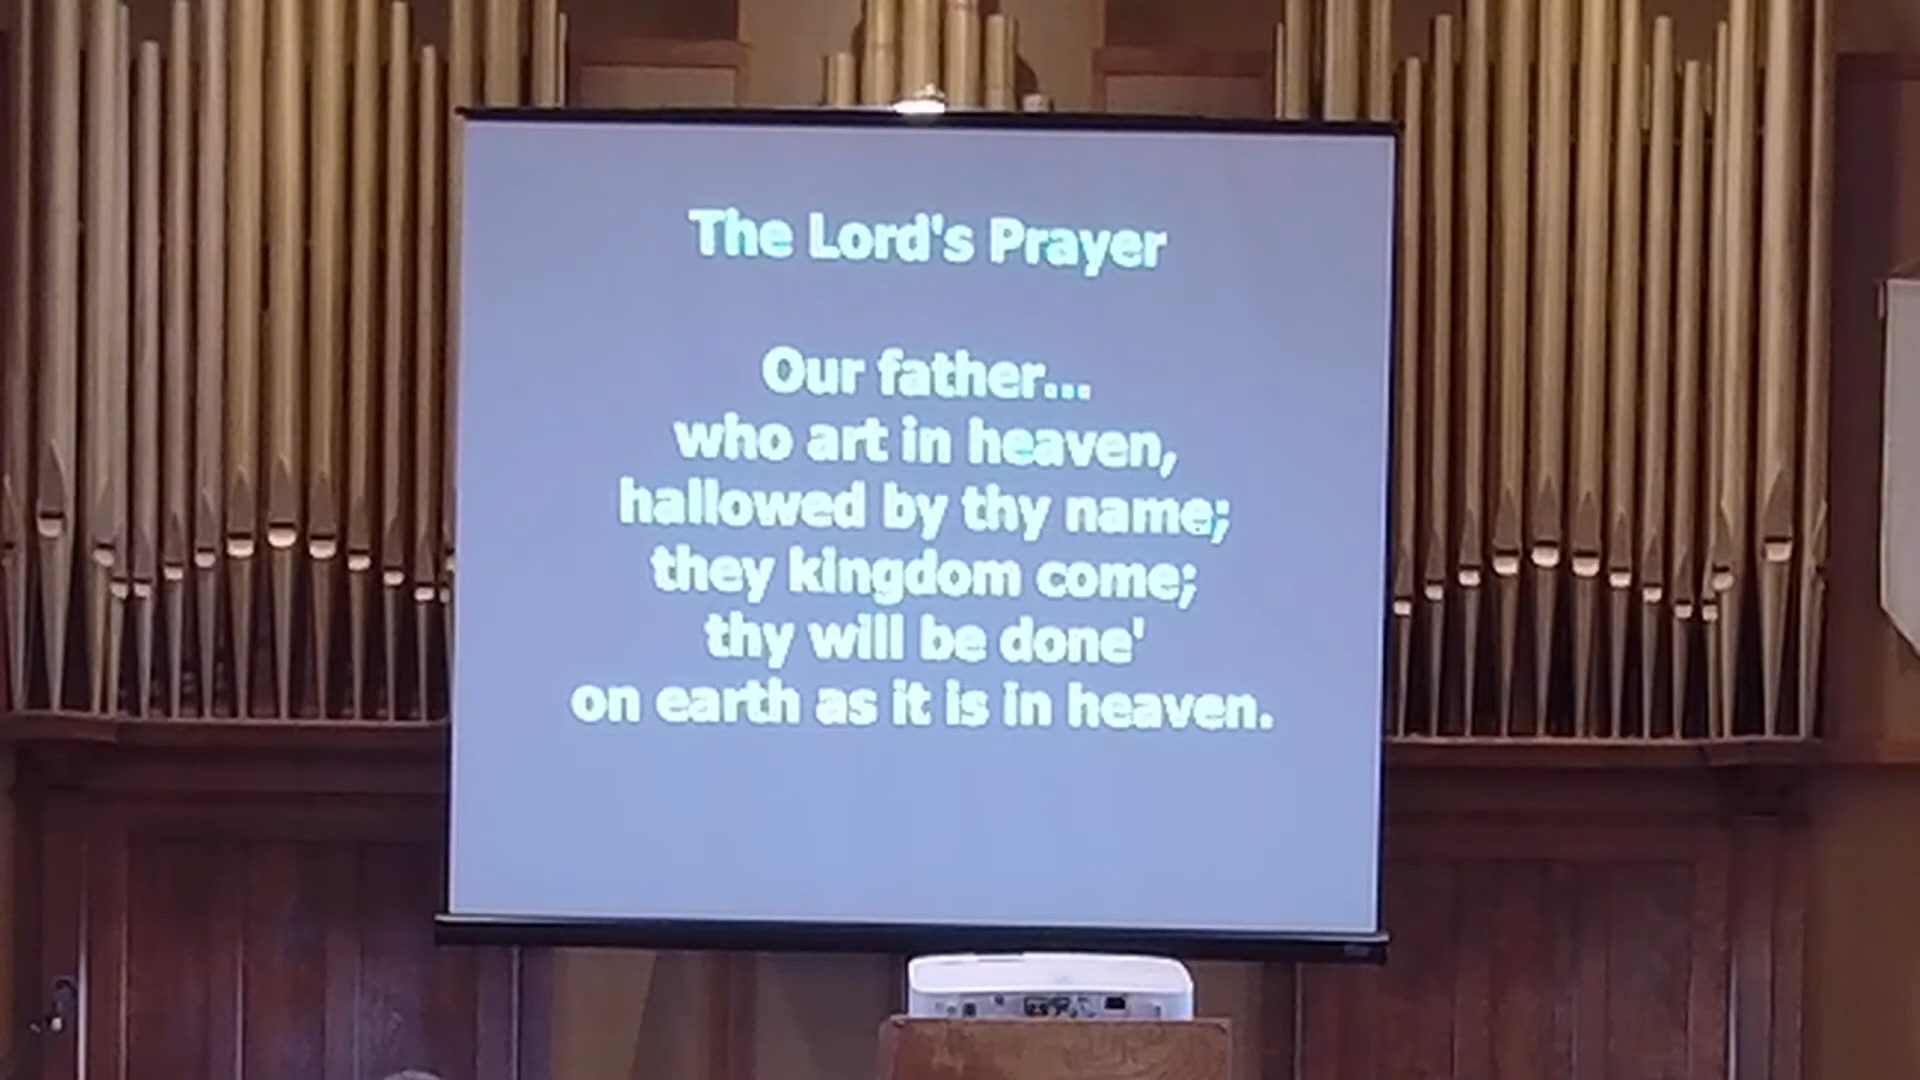 The Lord's Prayer
Our father...
who art in heaven,
hallowed by thy name;
they kingdom come;
thy will be done'
on earth as it is in heaven.